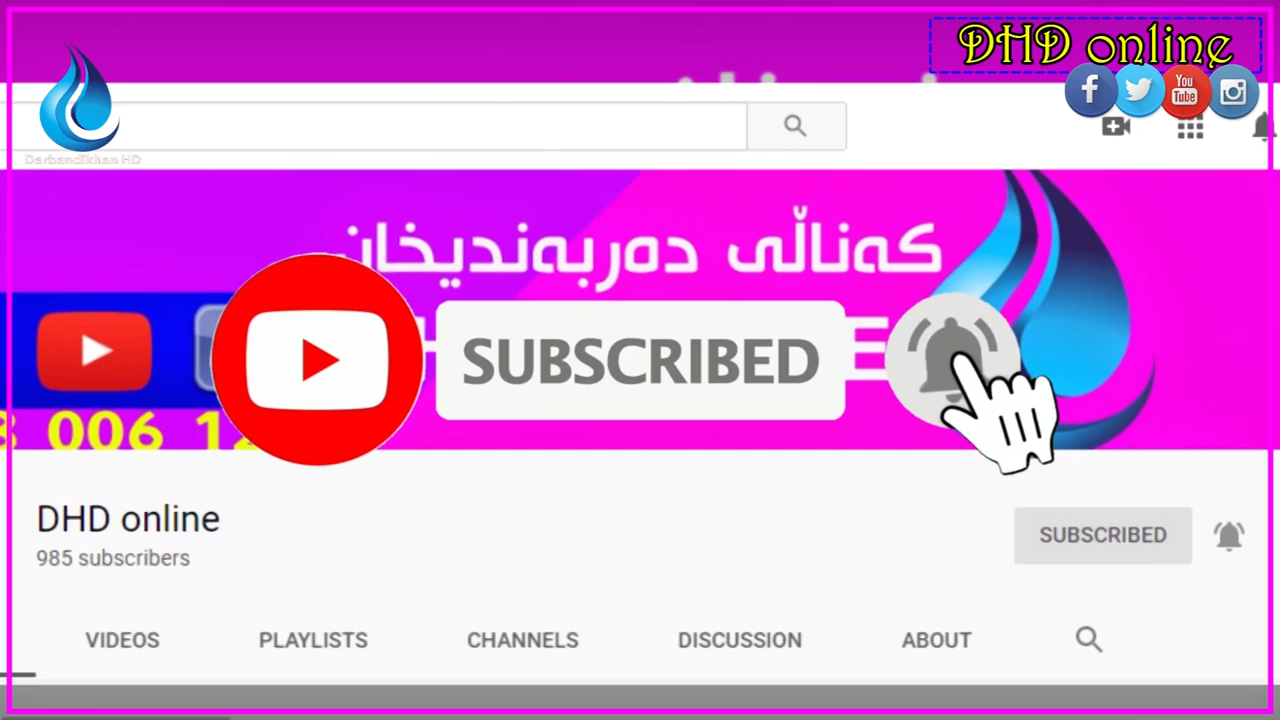 DHD online
You
Tube
Darbendikhan HD
کەناڵی دەربەندیخان
SUBSCRIBED
E
006 12
DHD online
985 subscribers
SUBSCRIBED
VIDEOS PLAYLISTS CHANNELS DISCUSSION ABOUT